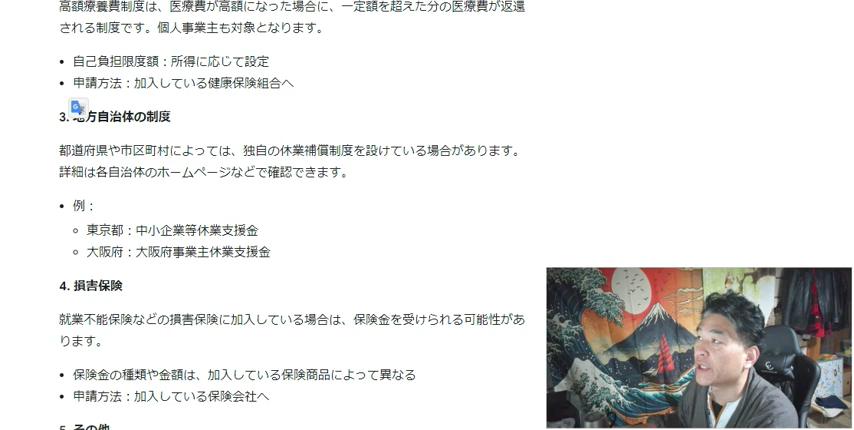 高額療養費制度は、医療費が高額になった場合に、一定額を超えた分の医療費が返還
される制度です。個人事業主も対象となります。
• 自己負担限度額：所得に応じて設定
• 申請方法：加入している健康保険組合へ
3. 地方自治体の制度
都道府県や市区町村によっては、独自の休業補償制度を設けている場合があります。
詳細は各自治体のホームページなどで確認できます。
• 例：
◦ 東京都：中小企業等休業支援金
◦ 大阪府：大阪府事業主休業支援金
4. 損害保険
就業不能保険などの損害保険に加入している場合は、保険金を受けられる可能性があ
ります。
• 保険金の種類や金額は、加入している保険商品によって異なる
• 申請方法：加入している保険会社へ
5. その他